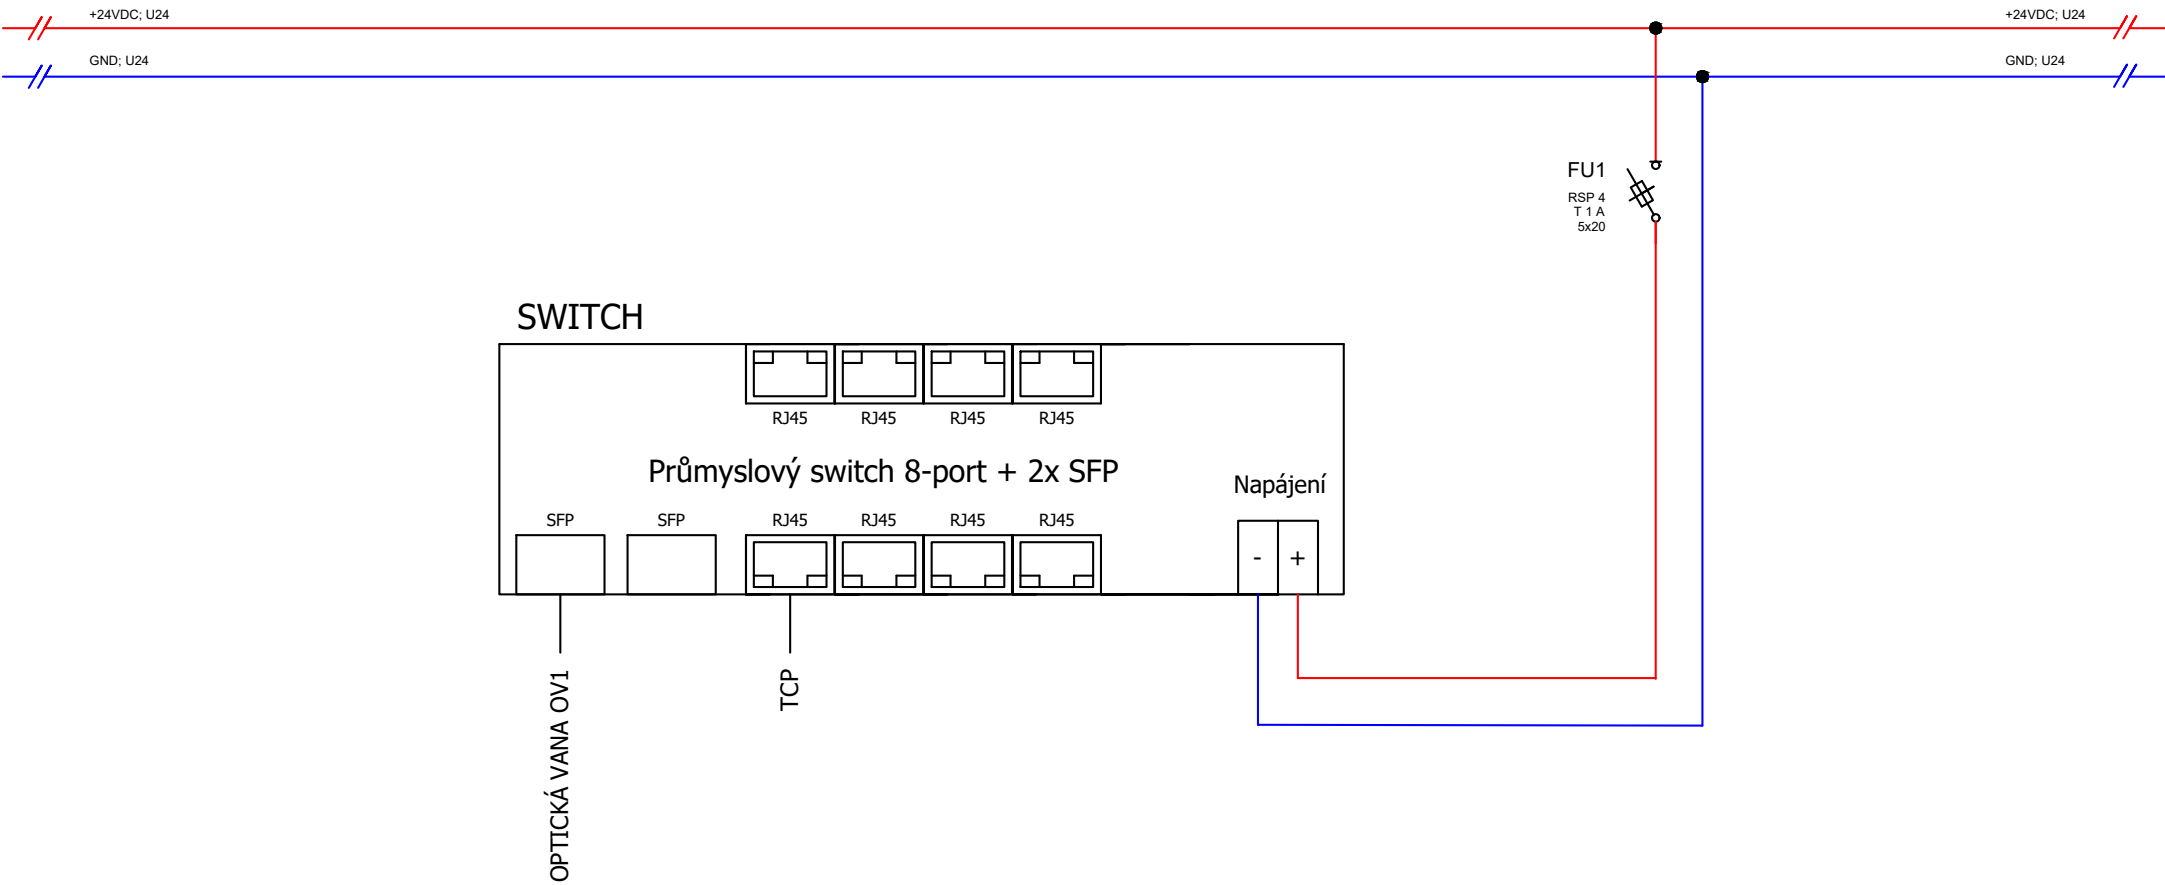 +24VDC; U24
+24VDC; U24
GND; U24
GND; U24
FU1
RSP 4
T 1 A
5x20
SWITCH
RJ45 RJ45 RJ45 RJ45
Průmyslový switch 8-port + 2x SFP
Napájení
SFP SFP RJ45 RJ45 RJ45 RJ45
- +
OPTICKÁ VANA OV1
TCP